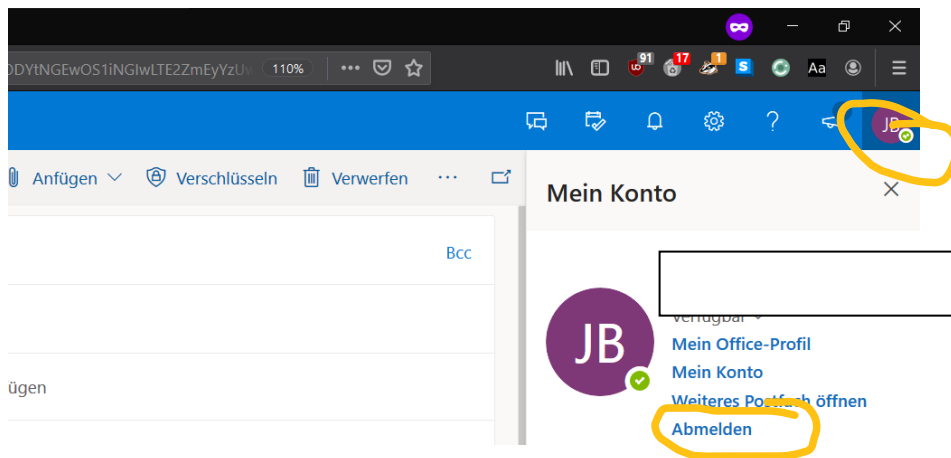 110%
91
17
1
S
Aa
JB
Anfügen Verschlüsseln Verwerfen
Mein Konto
Bcc
JB
Verfügbar
Mein Office-Profil
Mein Konto
ügen
Weiteres Postfach öffnen
Abmelden